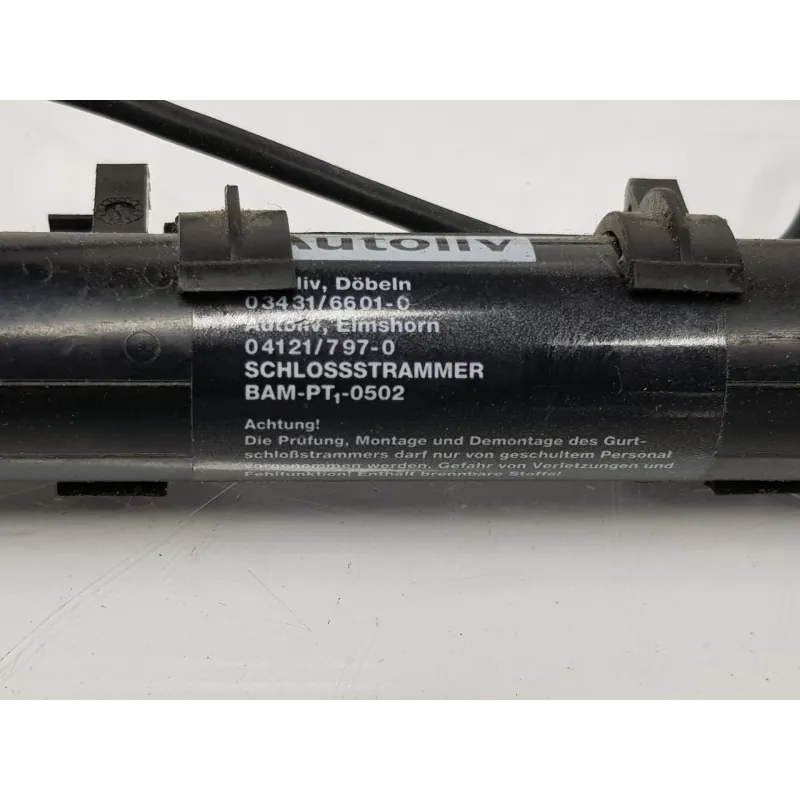 Autoliv
liv, Döbeln
03431/6601-0
Autoliv, Elmshorn
04121/797-0
SCHLOSSSTRAMMER
BAM-PT₁-0502
Achtung!
Die Prüfung, Montage und Demontage des Gurt-
schloßstrammers darf nur von geschultem Personal
vorgenommen werden. Gefahr von Verletzungen und
Fehlfunktion! Enthält brennbare Stoffe!